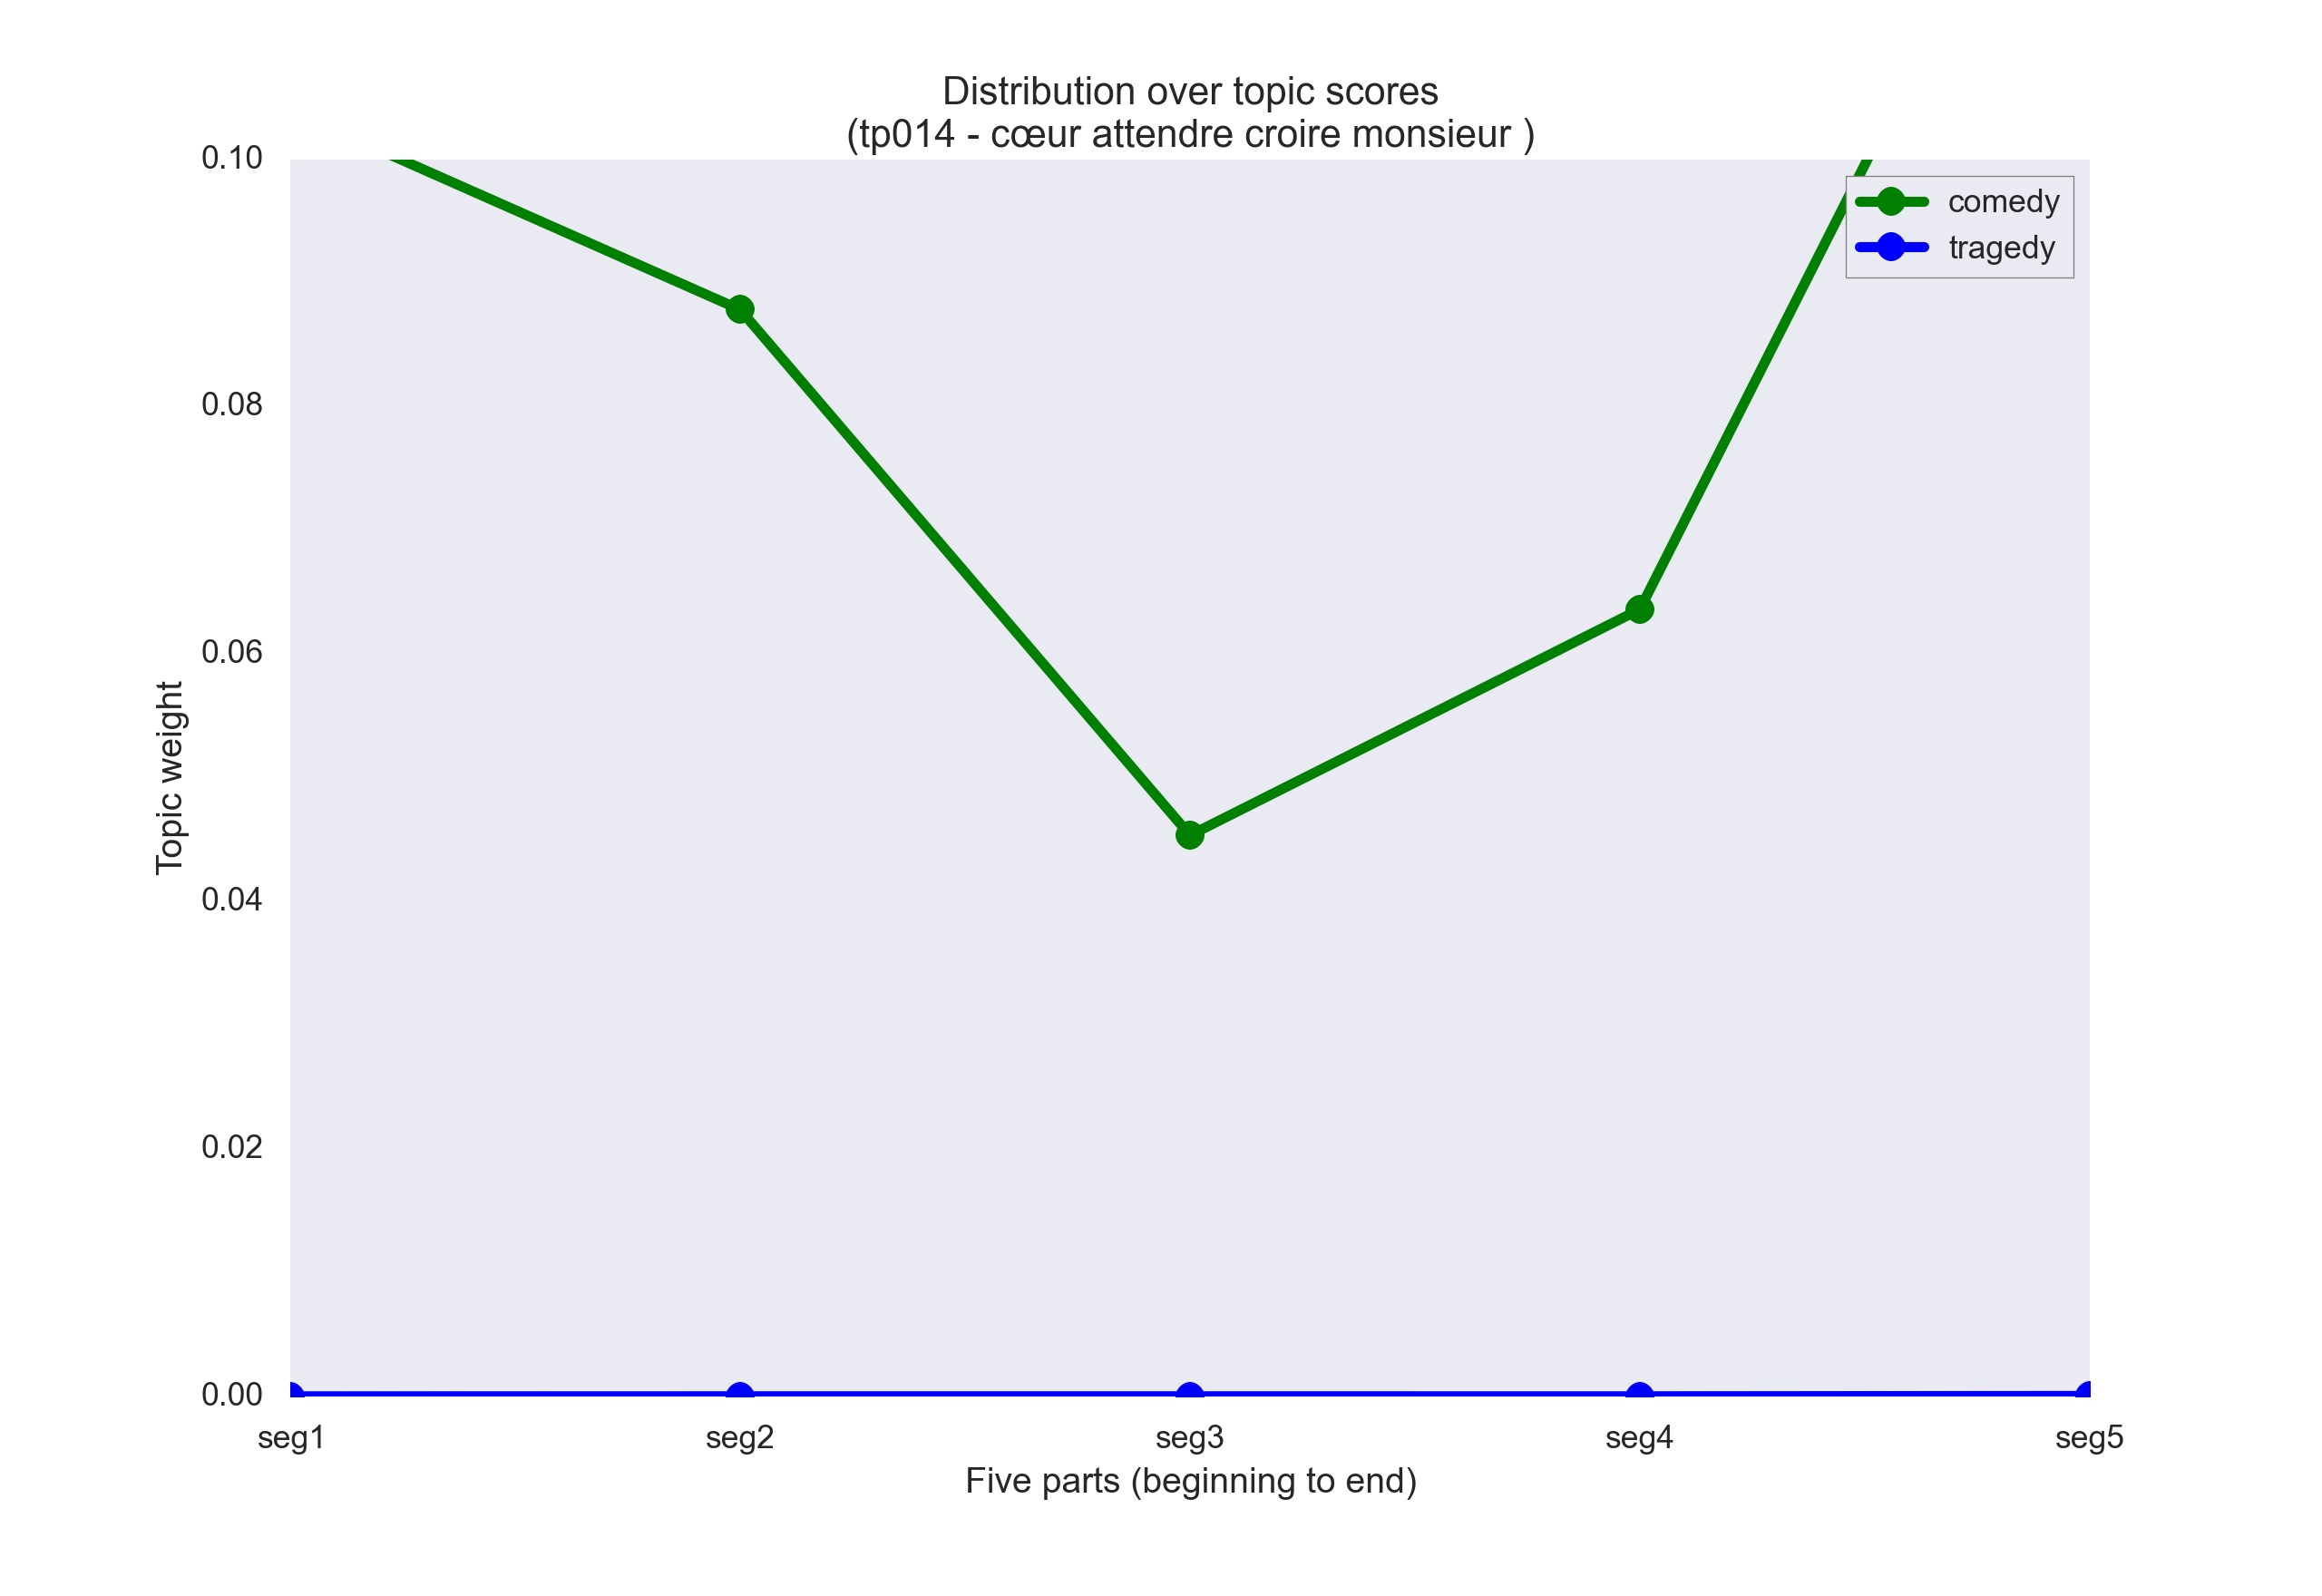 Distribution over topic scores
(tp014 - cœur attendre croire monsieur )
0.10
0.08
0.06
0.04
0.02
0.00
Topic weight
comedy
tragedy
seg1 seg2 seg3 seg4 seg5
Five parts (beginning to end)